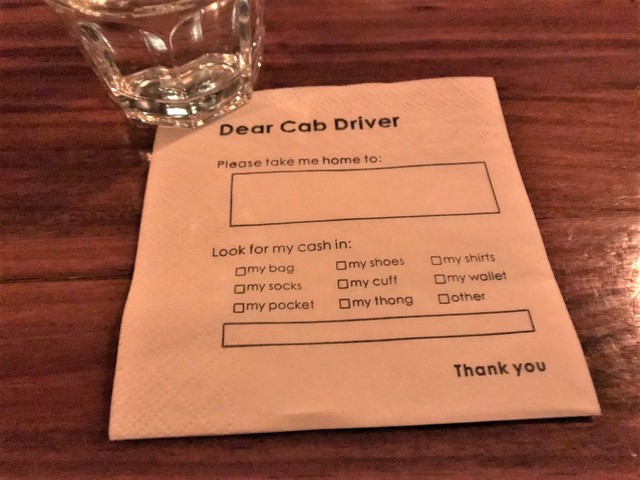 Dear Cab Driver
Please take me home to:
Look for my cash in:
☐my bag ☐my shoes ☐my shirts
☐my socks ☐my cuff ☐my wallet
☐my pocket ☐my thong ☐other
Thank you